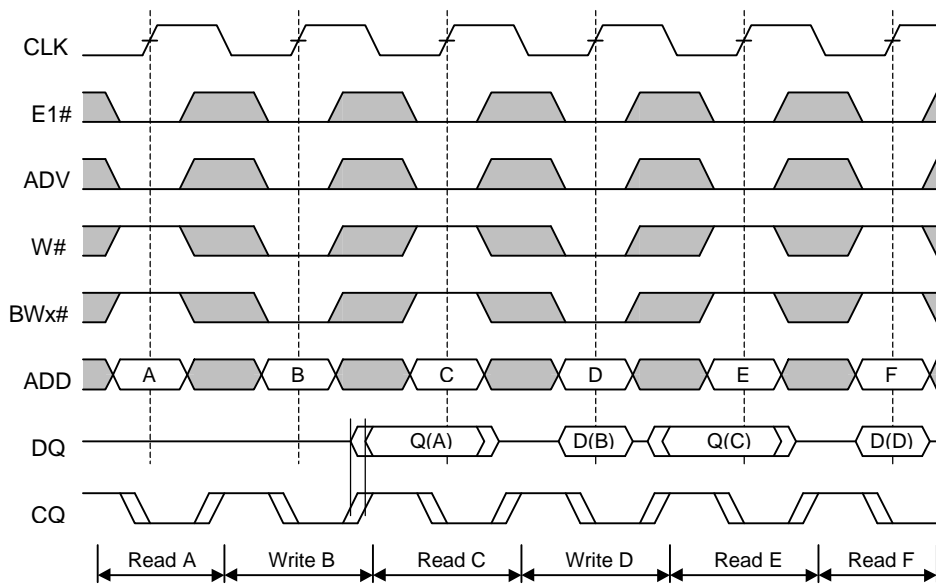 CLK
E1#
ADV
W#
BWx#
ADD A B C D E F
DQ Q(A) D(B) Q(C) D(D)
CQ
Read A Write B Read C Write D Read E Read F